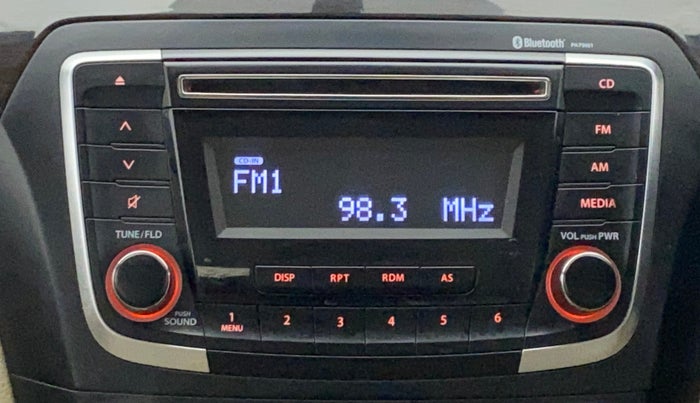 Bluetooth
CD
FM
AM
MEDIA
CD-IN
FM1
98.3 MHz
TUNE/FLD
VOL PUSH PWR
DISP RPT RDM AS
PUSH
SOUND
1 2 3 4 5 6
MENU